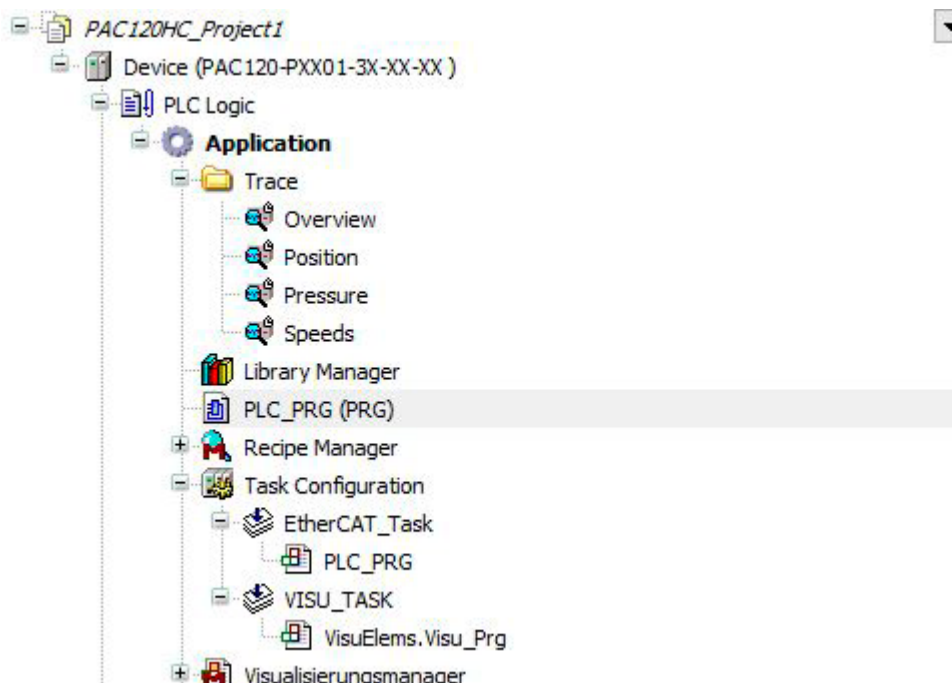 PAC120HC_Project1
Device (PAC120-PXX01-3X-XX-XX )
PLC Logic
Application
Trace
Overview
Position
Pressure
Speeds
Library Manager
PLC_PRG (PRG)
Recipe Manager
Task Configuration
EtherCAT_Task
PLC_PRG
VISU_TASK
VisuElems.Visu_Prg
Visualisierungsmanager